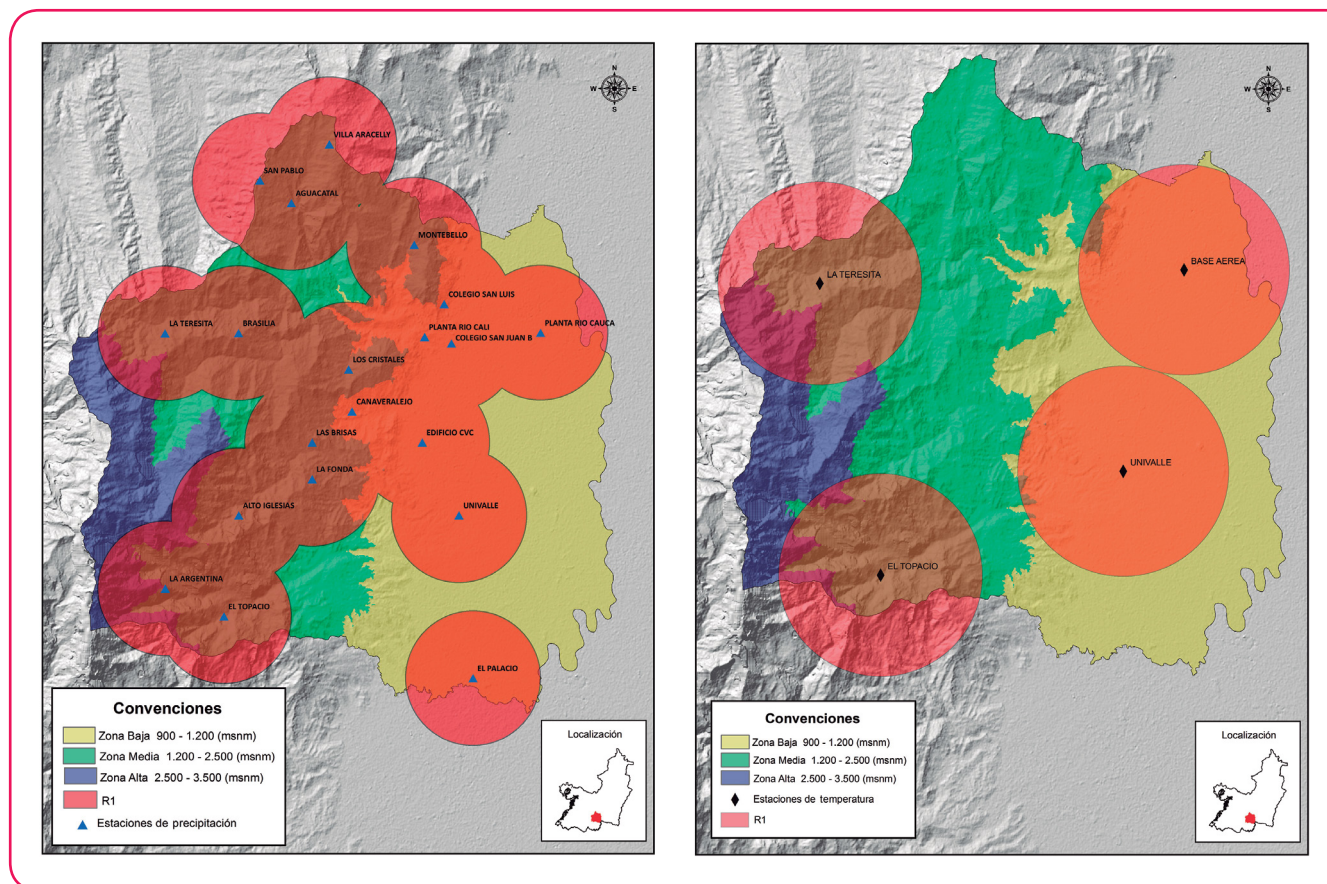 N
W E
S
VILLA ARACELLY
SAN PABLO
AGUACATAL
MONTEBELLO
COLEGIO SAN LUIS
LA TERESITA
BRASILIA
PLANTA RIO CALI
PLANTA RIO CAUCA
COLEGIO SAN JUAN B
LOS CRISTALES
CANAVERALEJO
LAS BRISAS
EDIFICIO CVC
LA FONDA
ALTO IGLESIAS
UNIVALLE
LA ARGENTINA
EL TOPACIO
EL PALACIO
Convenciones
Zona Baja 900 - 1.200 (msnm)
Zona Media 1.200 - 2.500 (msnm)
Zona Alta 2.500 - 3.500 (msnm)
R1
Estaciones de precipitación
Localización
N
W E
S
BASE AEREA
LA TERESITA
UNIVALLE
EL TOPACIO
Convenciones
Zona Baja 900 - 1.200 (msnm)
Zona Media 1.200 - 2.500 (msnm)
Zona Alta 2.500 - 3.500 (msnm)
Estaciones de temperatura
R1
Localización